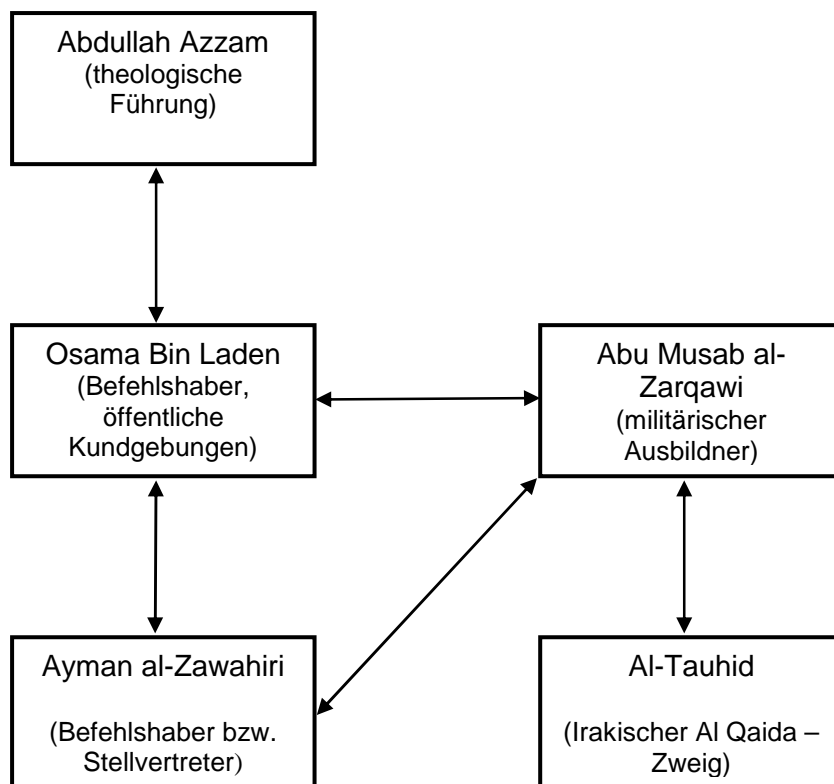 Abdullah Azzam
(theologische
Führung)
Osama Bin Laden
(Befehlshaber,
öffentliche
Kundgebungen)
Abu Musab al-
Zarqawi
(militärischer
Ausbildner)
Ayman al-Zawahiri
(Befehlshaber bzw.
Stellvertreter)
Al-Tauhid
(Irakischer Al Qaida –
Zweig)